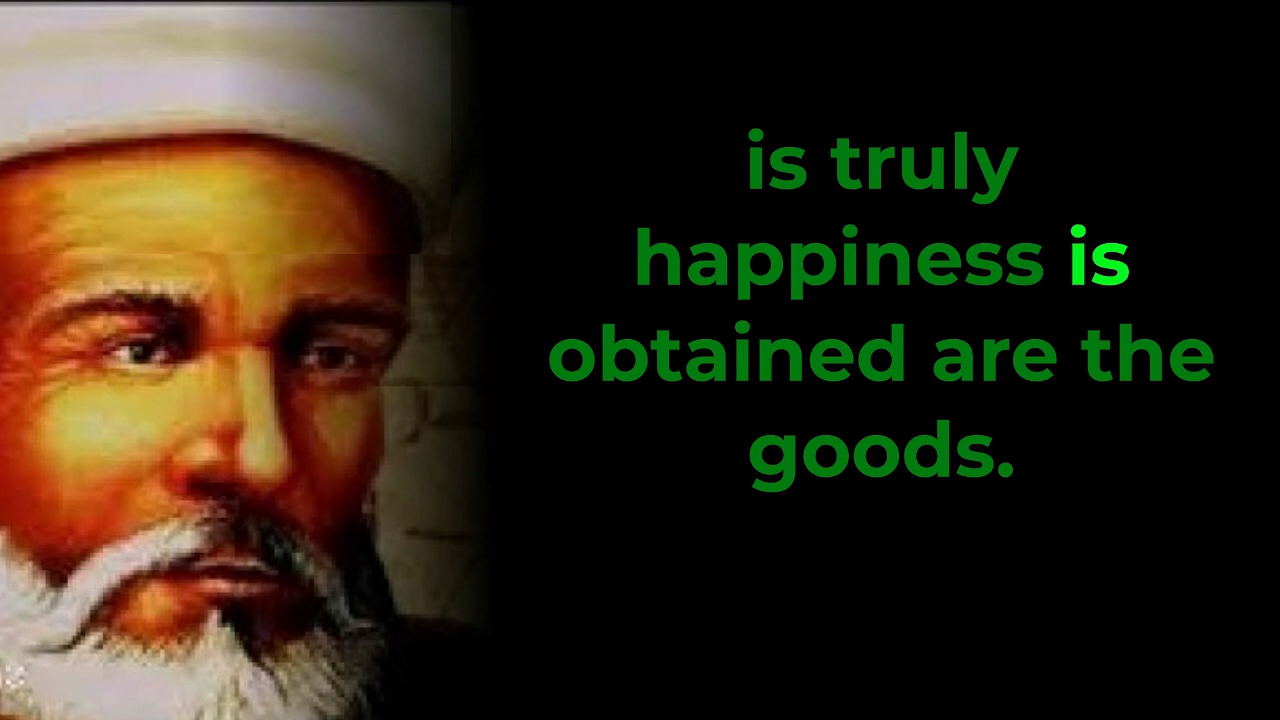 is truly
happiness is
obtained are the
goods.